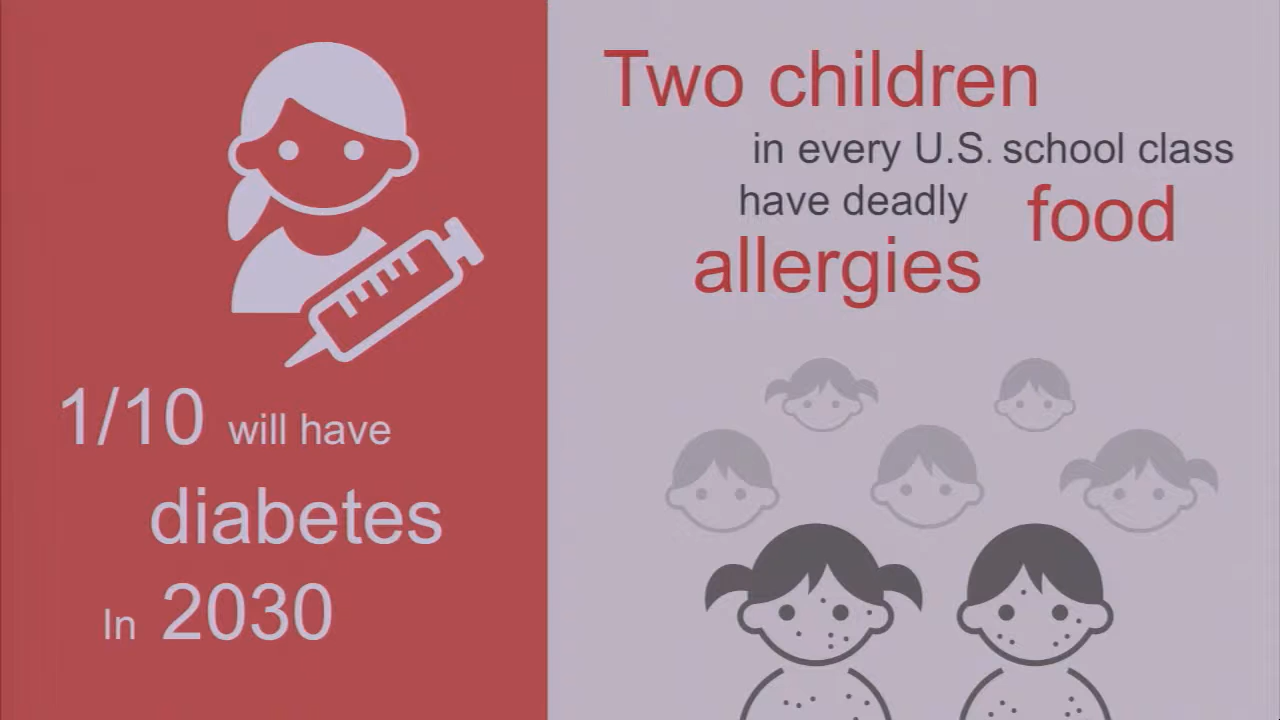 1/10 will have
diabetes
In 2030
Two children
in every U.S. school class
have deadly food
allergies